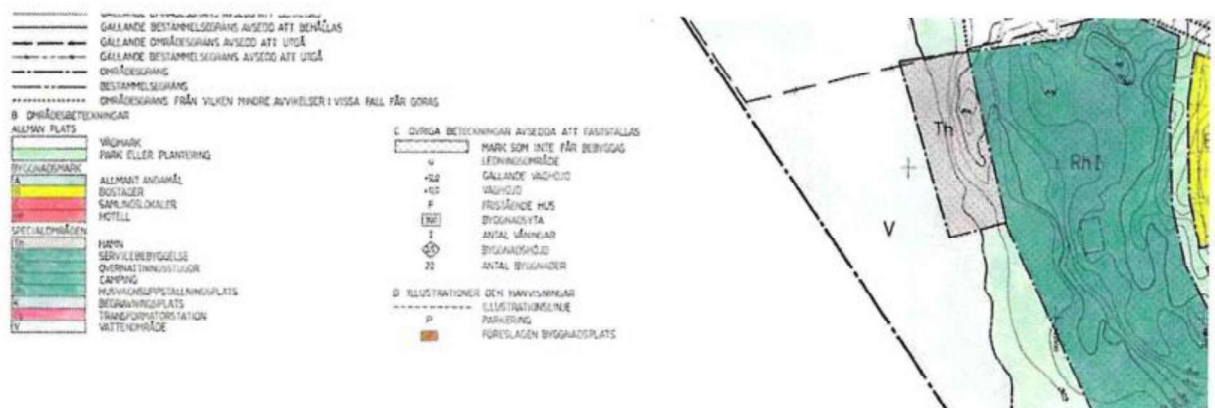 GÄLLANDE BESTÄMMELSEGRÄNS AVSEDD ATT BEHÅLLAS
GÄLLANDE OMRÅDESGRÄNS AVSEDD ATT UTGÅ
GÄLLANDE BESTÄMMELSEGRÄNS AVSEDD ATT UTGÅ
OMRÅDESGRÄNS
BESTÄMMELSEGRÄNS
OMRÅDESGRÄNS FRÅN VILKEN MINDRE AVVIKELSER I VISSA FALL FÅR GÖRAS
B OMRÅDESBETECKNINGAR
ALLMÄN PLATS
VÄGMARK
PARK ELLER PLANTERING
BYGGNADSMARK
A ALLMÄNT ÄNDAMÅL
BOSTÄDER
SAMLINGSLOKALER
HOTELL
SPECIALOMRÅDEN
Th HAMN
SERVICEBEBYGGELSE
ÖVERNATTNINGSSTUGOR
CAMPING
HUSVAGNSUPPSTÄLLNINGSPLATS
BEGRAVNINGSPLATS
TRANSFORMATORSTATION
V VATTENOMRÅDE
C ÖVRIGA BETECKNINGAR AVSEDDA ATT FASTSTÄLLAS
MARK SOM INTE FÅR BEBYGGAS
u LEDNINGSOMRÅDE
GÄLLANDE VÄGHÖJD
VÄGHÖJD
F FRISTÅENDE HUS
BYGGNADSYTA
I ANTAL VÅNINGAR
BYGGNADSHÖJD
20 ANTAL BYGGNADER
D ILLUSTRATIONER OCH HÄNVISNINGAR
ILLUSTRATIONSLINJE
P PARKERING
FÖRESLAGEN BYGGNADSPLATS
Th
RhI
V